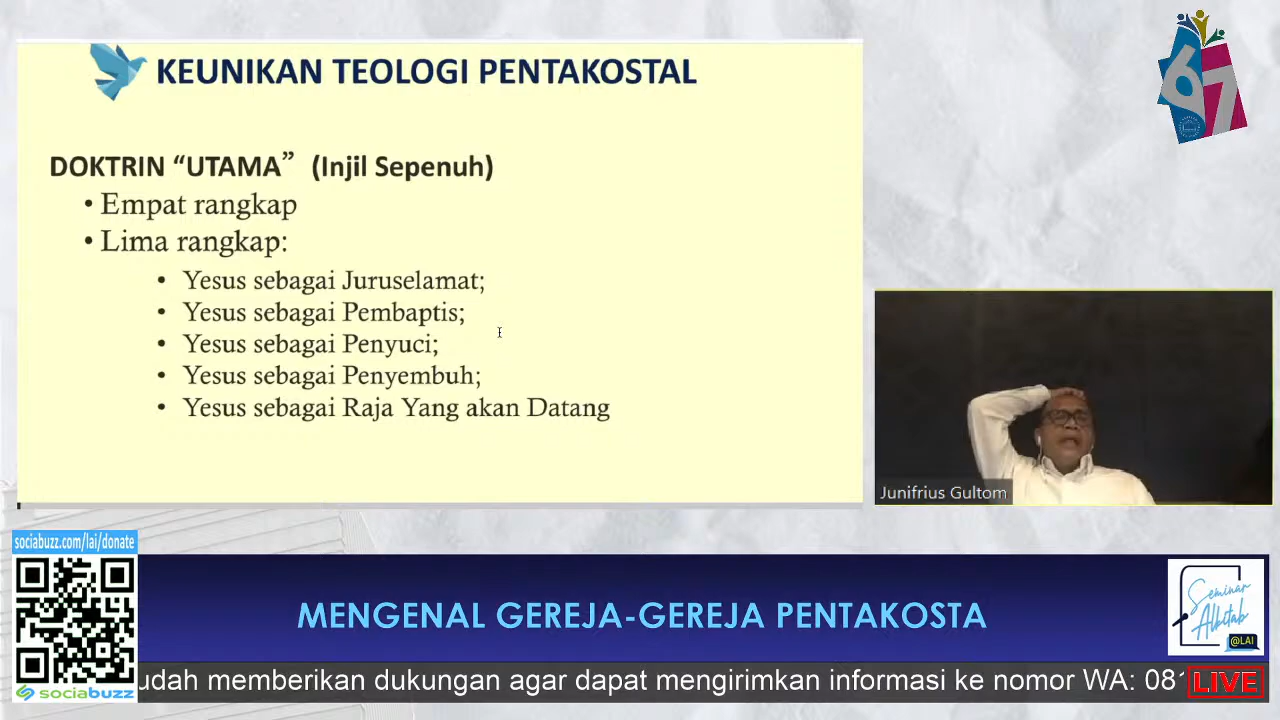 67
KEUNIKAN TEOLOGI PENTAKOSTAL
DOKTRIN “UTAMA” (Injil Sepenuh)
• Empat rangkap
• Lima rangkap:
• Yesus sebagai Juruselamat;
• Yesus sebagai Pembaptis;
• Yesus sebagai Penyuci;
• Yesus sebagai Penyembuh;
• Yesus sebagai Raja Yang akan Datang
Junifrius Gultom
sociabuzz.com/lai/donate
sociabuzz
MENGENAL GEREJA-GEREJA PENTAKOSTA
Seminar
Alkitab
@LAI
udah memberikan dukungan agar dapat mengirimkan informasi ke nomor WA: 081
LIVE